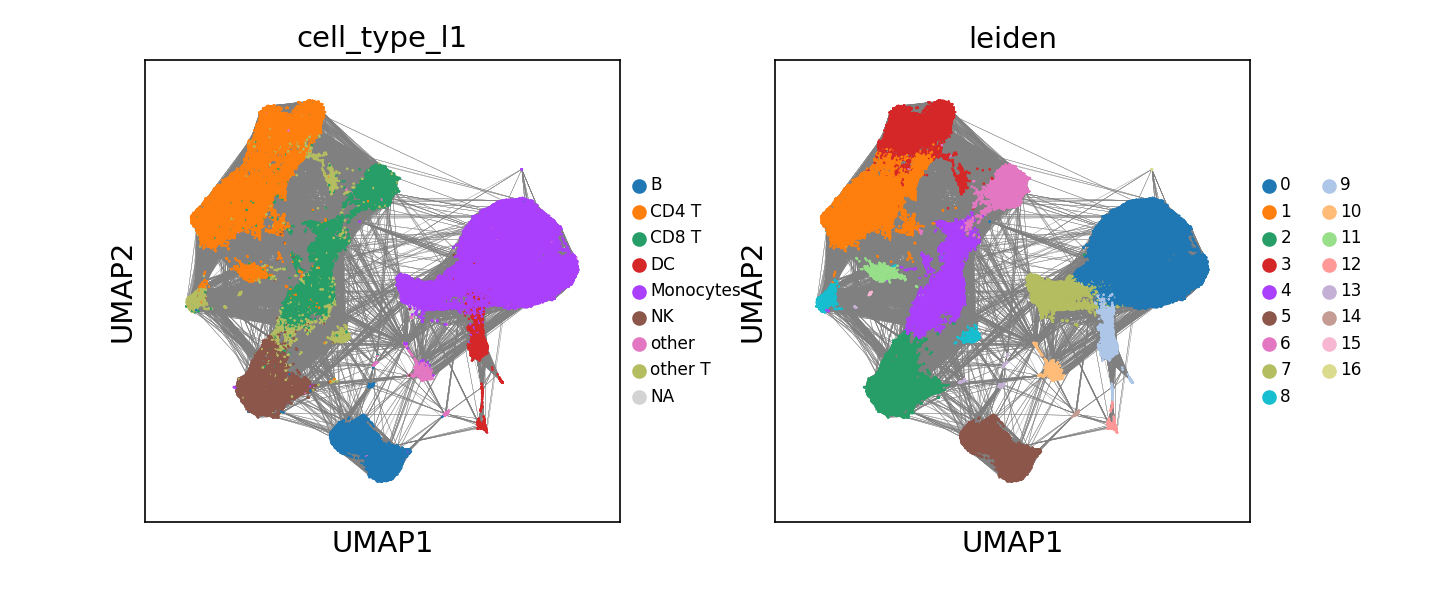 cell_type_l1
UMAP2
UMAP1
B
CD4 T
CD8 T
DC
Monocytes
NK
other
other T
NA
leiden
UMAP2
UMAP1
0
1
2
3
4
5
6
7
8
9
10
11
12
13
14
15
16